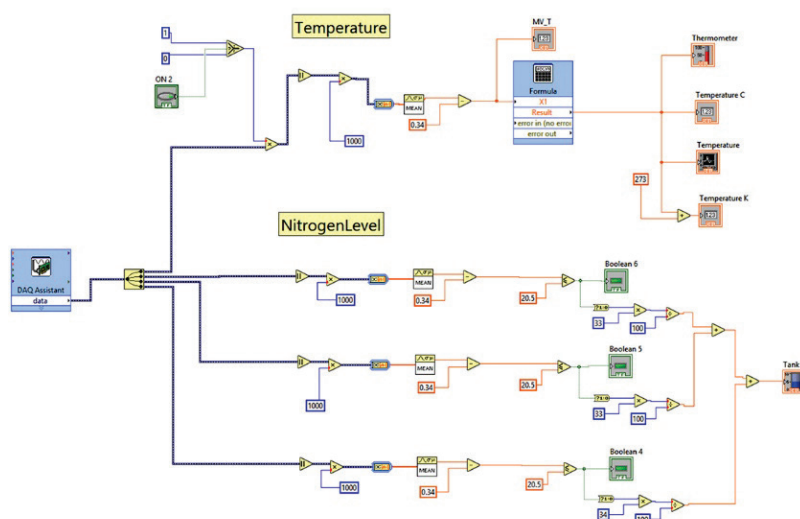 Temperature
1
0
ON 2
1000
MEAN
0.34
MV_T
Formula
X1
Result
error in (no error
error out
Thermometer
Temperature C
Temperature
273
Temperature K
NitrogenLevel
DAQ Assistant
data
1000
MEAN
0.34
20.5
Boolean 6
33
100
1000
MEAN
0.34
20.5
Boolean 5
33
100
Tank
1000
MEAN
0.34
20.5
Boolean 4
34
100